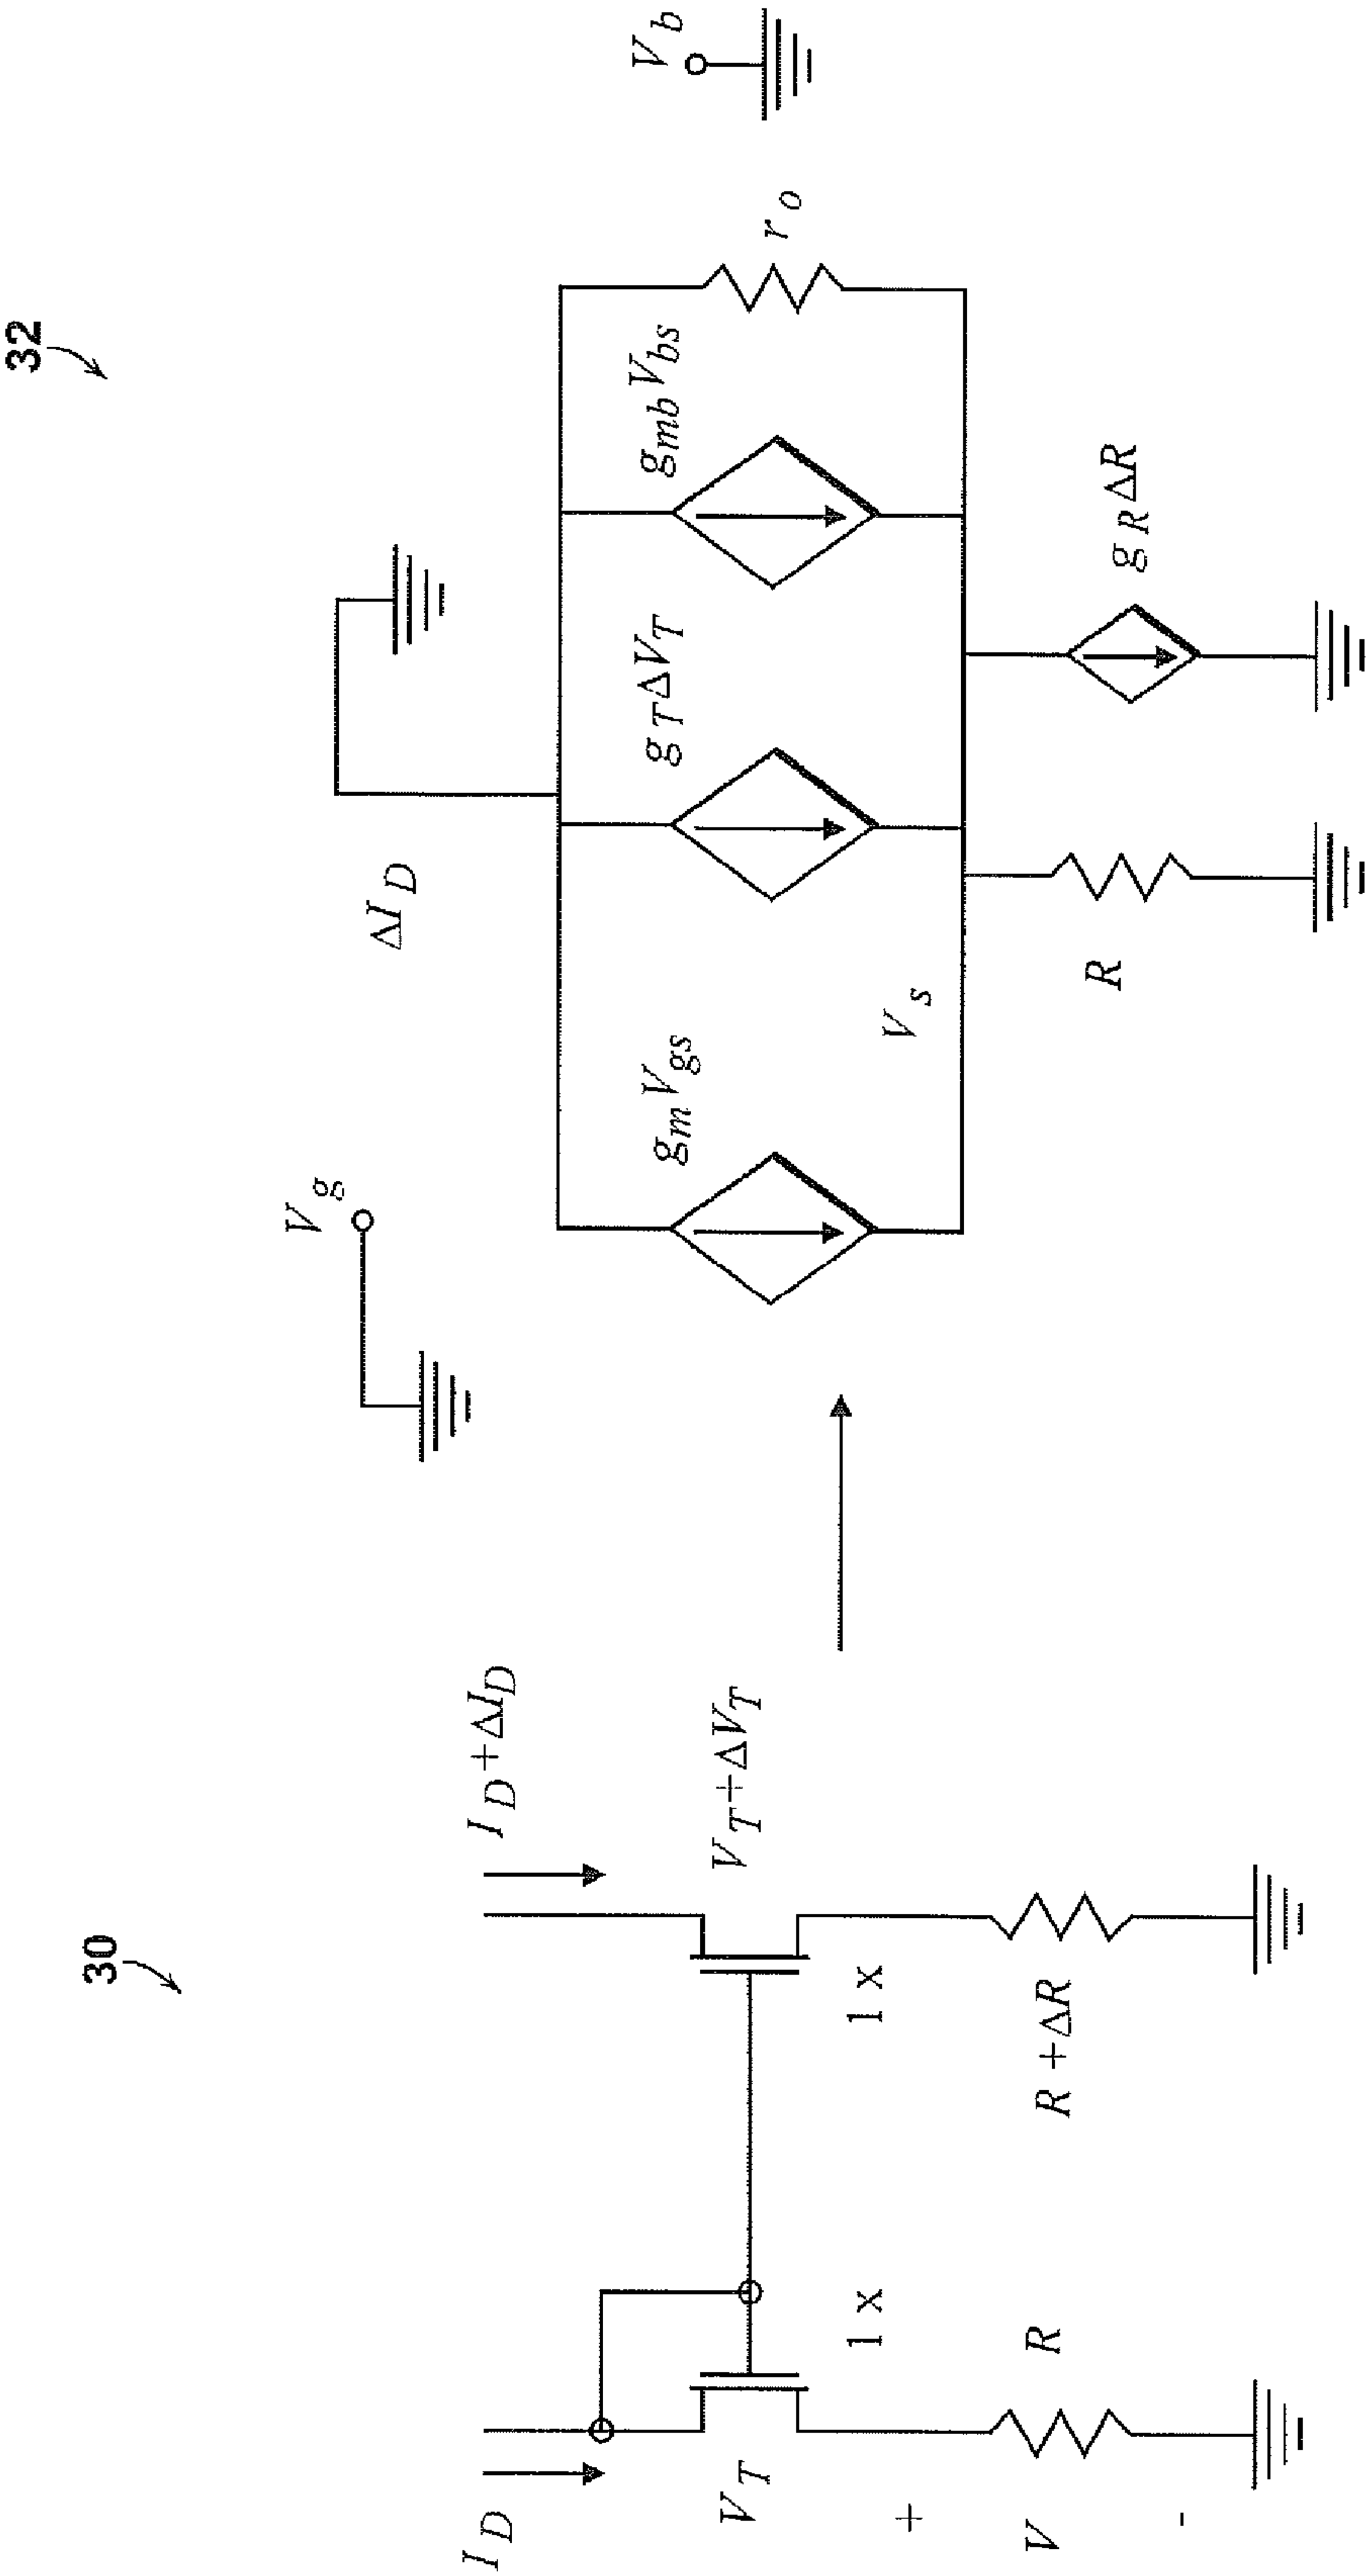 30
I_D
I_D+ΔI_D
V_T
V_T+ΔV_T
1 x
1 x
+
V
-
R
R+ΔR
32
V_g
ΔI_D
g_m V_gs
g_T ΔV_T
g_mb V_bs
r_o
V_b
V_s
R
g_R ΔR